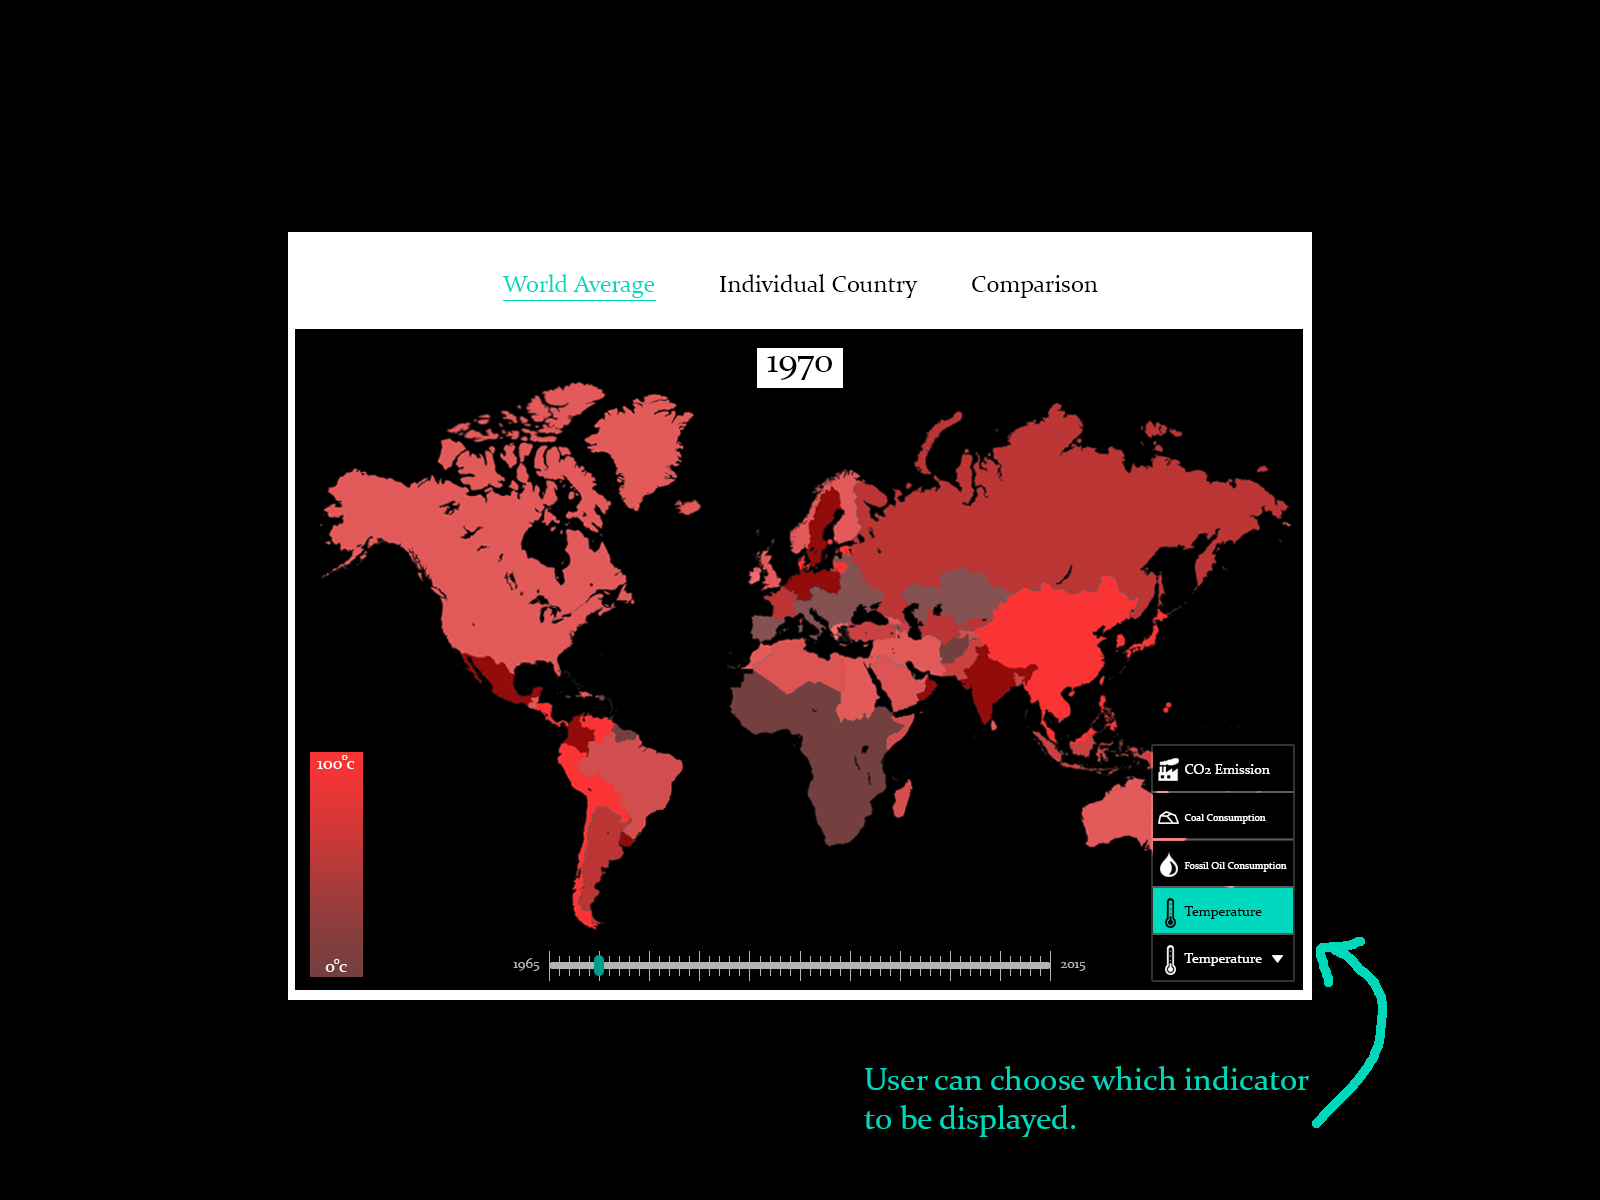 World Average
Individual Country
Comparison
1970
100°c
0°c
1965
2015
CO2 Emission
Coal Consumption
Fossil Oil Consumption
Temperature
Temperature
User can choose which indicator
to be displayed.